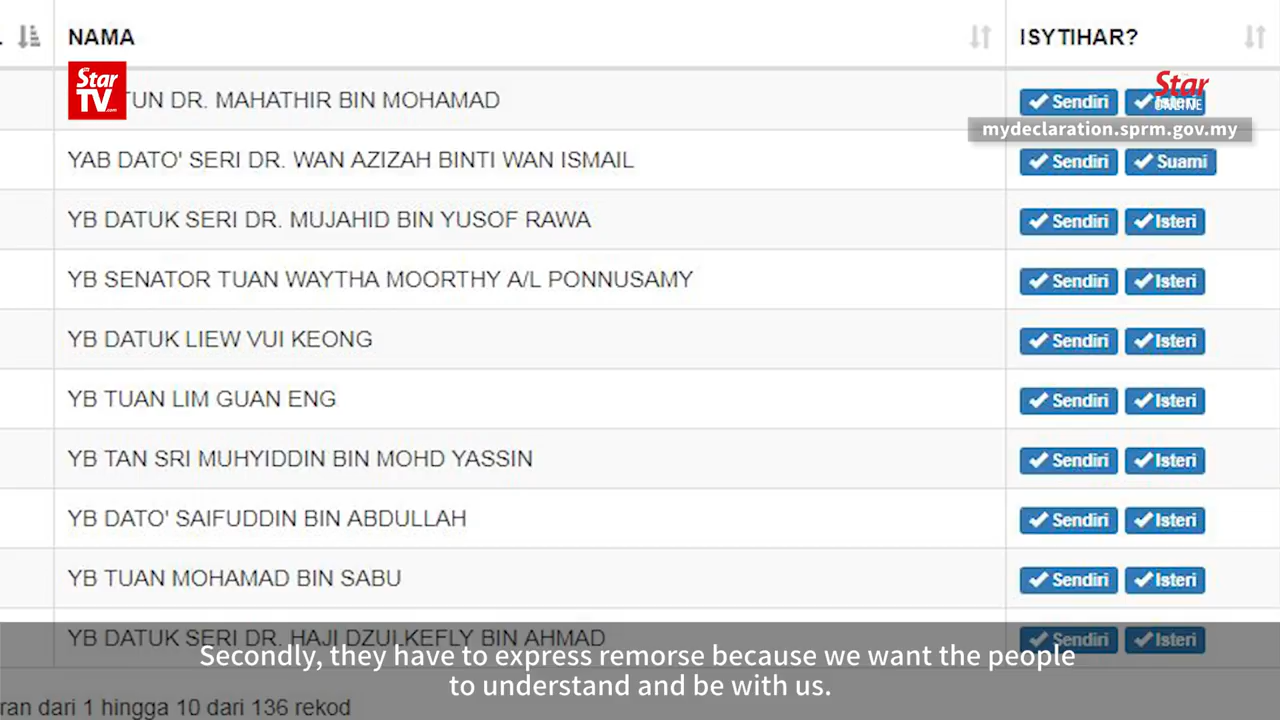 NAMA ISYTIHAR?
Star
TV.com
TUN DR. MAHATHIR BIN MOHAMAD Sendiri Isteri
Star
ONLINE
mydeclaration.sprm.gov.my
YAB DATO' SERI DR. WAN AZIZAH BINTI WAN ISMAIL Sendiri Suami
YB DATUK SERI DR. MUJAHID BIN YUSOF RAWA Sendiri Isteri
YB SENATOR TUAN WAYTHA MOORTHY A/L PONNUSAMY Sendiri Isteri
YB DATUK LIEW VUI KEONG Sendiri Isteri
YB TUAN LIM GUAN ENG Sendiri Isteri
YB TAN SRI MUHYIDDIN BIN MOHD YASSIN Sendiri Isteri
YB DATO' SAIFUDDIN BIN ABDULLAH Sendiri Isteri
YB TUAN MOHAMAD BIN SABU Sendiri Isteri
YB DATUK SERI DR. HAJI DZULKEFLY BIN AHMAD Sendiri Isteri
Secondly, they have to express remorse because we want the people
to understand and be with us.
ran dari 1 hingga 10 dari 136 rekod